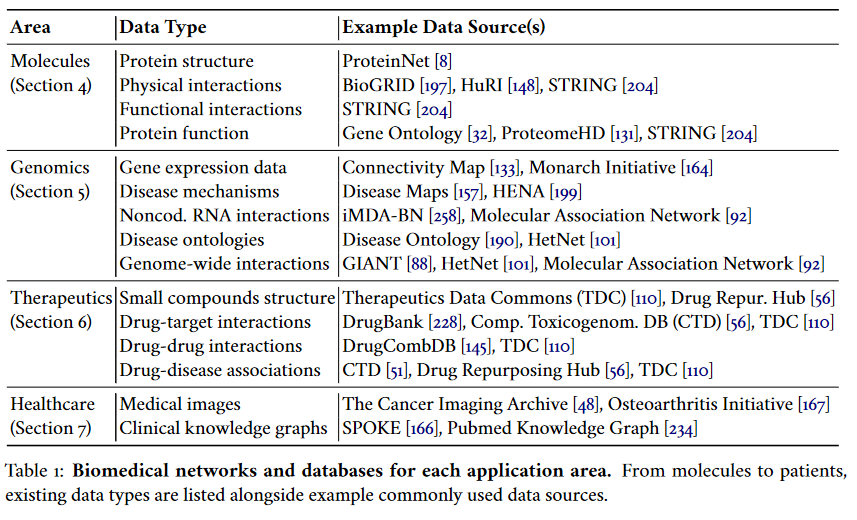 Area Data Type Example Data Source(s)
Molecules Protein structure ProteinNet [8]
(Section 4) Physical interactions BioGRID [197], HuRI [148], STRING [204]
Functional interactions STRING [204]
Protein function Gene Ontology [32], ProteomeHD [131], STRING [204]
Genomics Gene expression data Connectivity Map [133], Monarch Initiative [164]
(Section 5) Disease mechanisms Disease Maps [157], HENA [199]
Noncod. RNA interactions iMDA-BN [258], Molecular Association Network [92]
Disease ontologies Disease Ontology [190], HetNet [101]
Genome-wide interactions GIANT [88], HetNet [101], Molecular Association Network [92]
Therapeutics Small compounds structure Therapeutics Data Commons (TDC) [110], Drug Repur. Hub [56]
(Section 6) Drug-target interactions DrugBank [228], Comp. Toxicogenom. DB (CTD) [56], TDC [110]
Drug-drug interactions DrugCombDB [145], TDC [110]
Drug-disease associations CTD [51], Drug Repurposing Hub [56], TDC [110]
Healthcare Medical images The Cancer Imaging Archive [48], Osteoarthritis Initiative [167]
(Section 7) Clinical knowledge graphs SPOKE [166], Pubmed Knowledge Graph [234]
Table 1: Biomedical networks and databases for each application area. From molecules to patients,
existing data types are listed alongside example commonly used data sources.